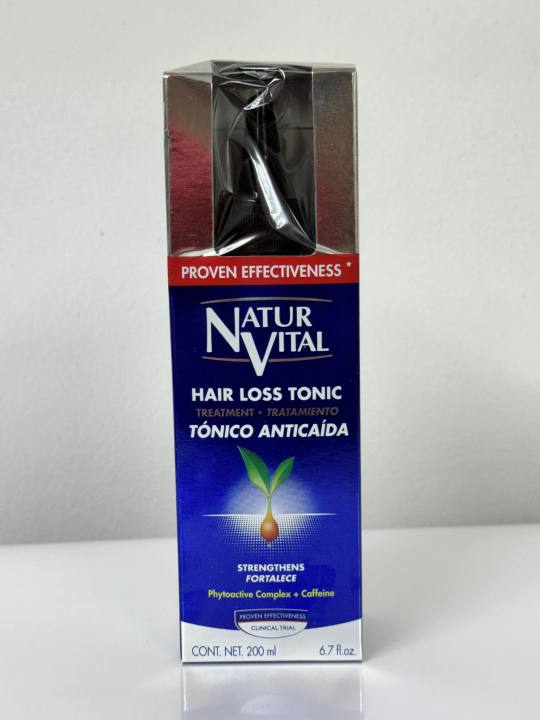 PROVEN EFFECTIVENESS *
NATUR
VITAL
HAIR LOSS TONIC
TREATMENT • TRATAMIENTO
TÓNICO ANTICAÍDA
STRENGTHENS
FORTALECE
Phytoactive Complex + Caffeine
PROVEN EFFECTIVENESS
CLINICAL TRIAL
CONT. NET. 200 ml 6.7 fl.oz.